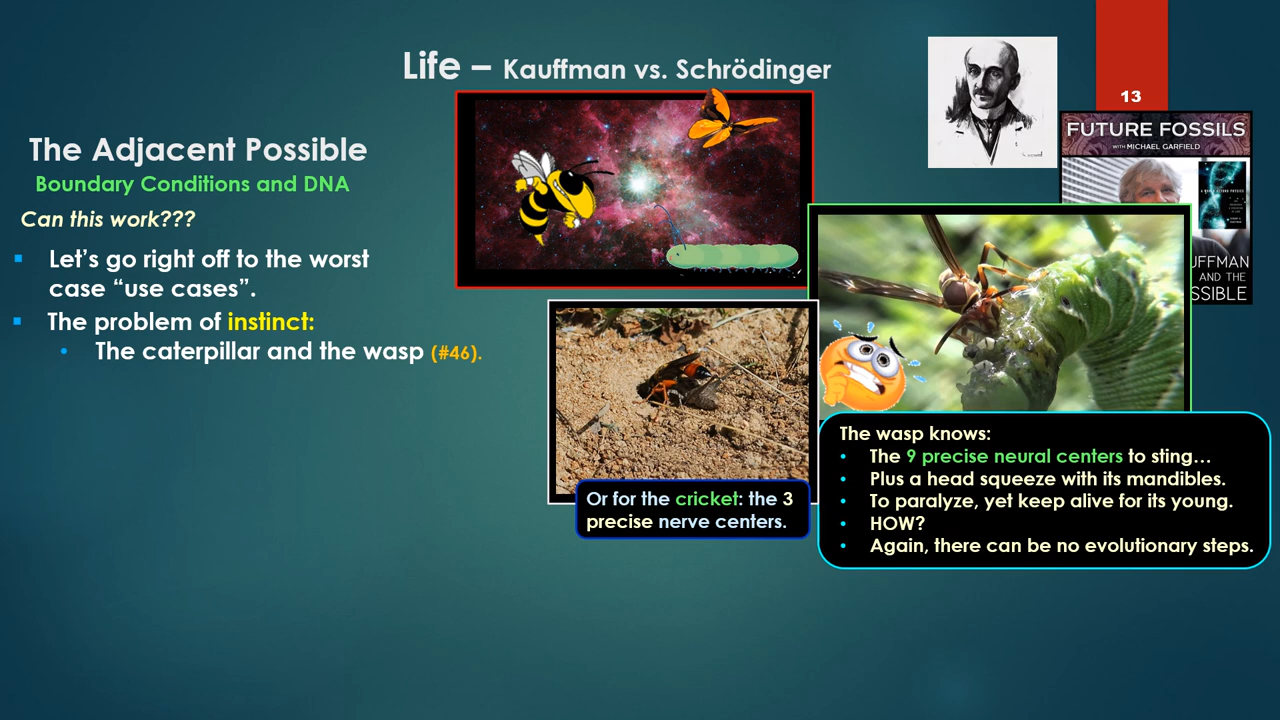 Life – Kauffman vs. Schrödinger
13
FUTURE FOSSILS
WITH MICHAEL GARFIELD
UFFMAN
AND THE
SSIBLE
The Adjacent Possible
Boundary Conditions and DNA
Can this work???
▪ Let’s go right off to the worst
case “use cases”.
▪ The problem of instinct:
• The caterpillar and the wasp (#46).
Or for the cricket: the 3
precise nerve centers.
The wasp knows:
• The 9 precise neural centers to sting…
• Plus a head squeeze with its mandibles.
• To paralyze, yet keep alive for its young.
• HOW?
• Again, there can be no evolutionary steps.